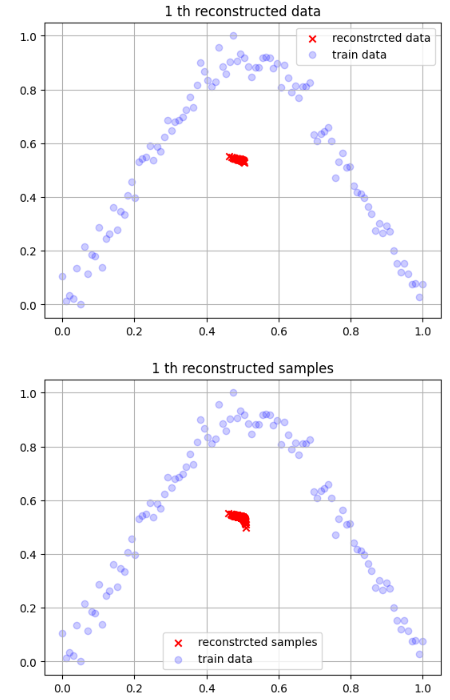 1 th reconstructed data
reconstrcted data
train data
1.0
0.8
0.6
0.4
0.2
0.0
0.0 0.2 0.4 0.6 0.8 1.0
1 th reconstructed samples
1.0
0.8
0.6
0.4
0.2
0.0
reconstrcted samples
train data
0.0 0.2 0.4 0.6 0.8 1.0